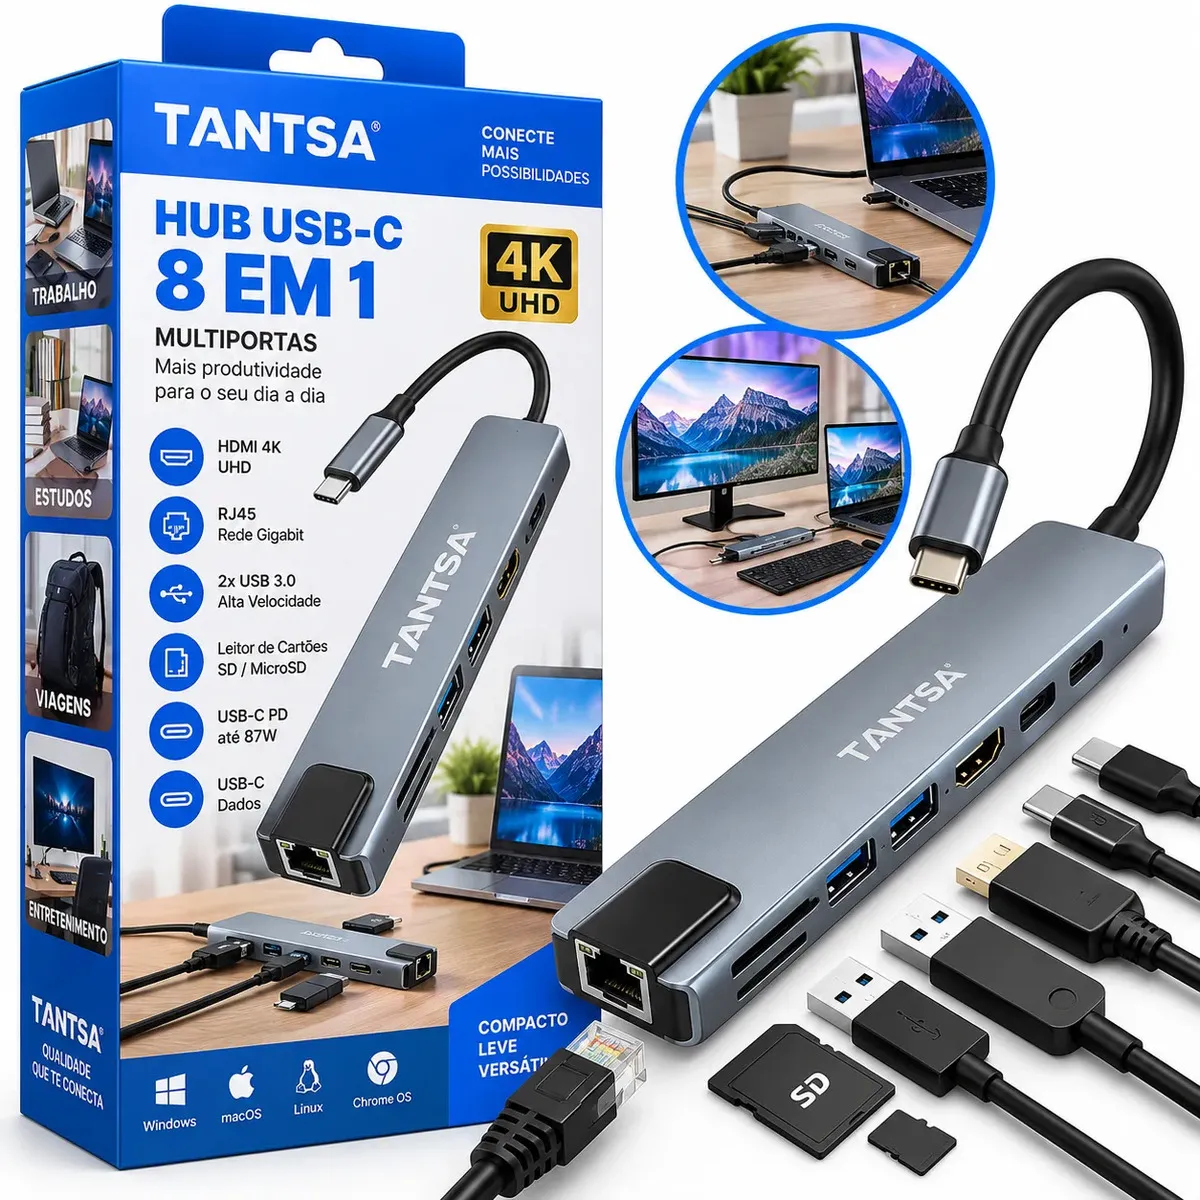 TANTSA®
CONECTE
MAIS
POSSIBILIDADES
HUB USB-C
8 EM 1
4K
UHD
MULTIPORTAS
Mais produtividade
para o seu dia a dia
HDMI 4K
UHD
RJ45
Rede Gigabit
2x USB 3.0
Alta Velocidade
Leitor de Cartões
SD / MicroSD
USB-C PD
até 87W
USB-C
Dados
TANTSA®
TRABALHO
ESTUDOS
VIAGENS
ENTRETENIMENTO
TANTSA®
QUALIDADE
QUE TE CONECTA
Windows
macOS
Linux
Chrome OS
COMPACTO
LEVE
TANTSA®
SD